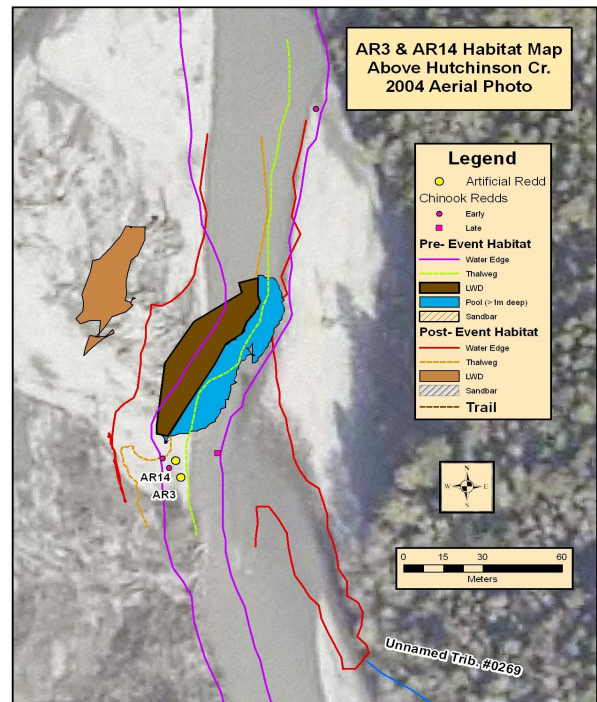 AR3 & AR14 Habitat Map
Above Hutchinson Cr.
2004 Aerial Photo
Legend
Artificial Redd
Chinook Redds
Early
Late
Pre- Event Habitat
Water Edge
Thalweg
LWD
Pool (>1m deep)
Sandbar
Post- Event Habitat
Water Edge
Thalweg
LWD
Sandbar
Trail
AR14
AR3
N
W E
S
0 15 30 60
Meters
Unnamed Trib. #0269